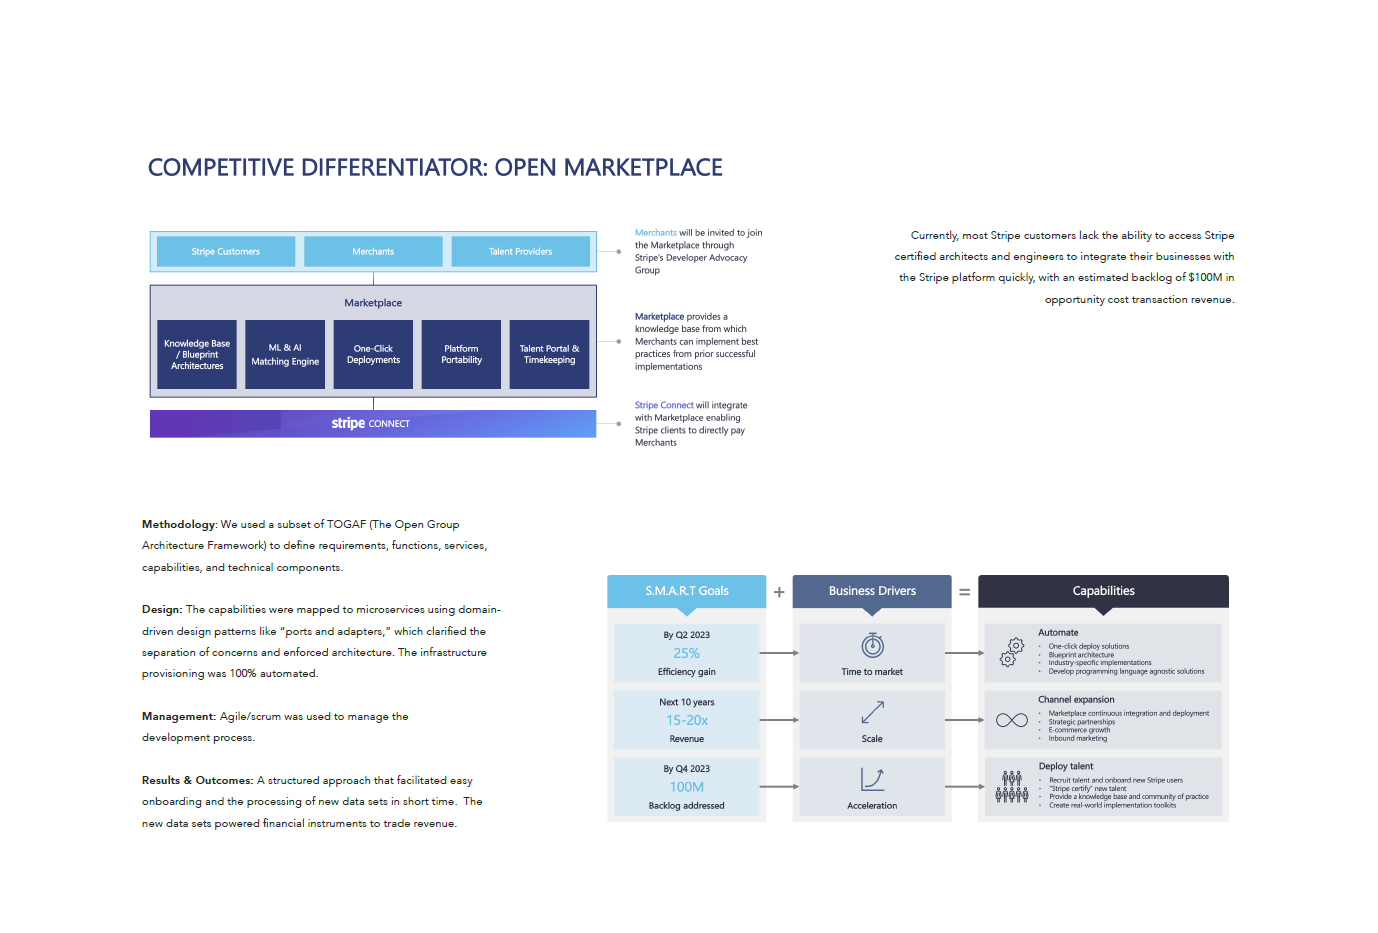 COMPETITIVE DIFFERENTIATOR: OPEN MARKETPLACE
Stripe Customers
Merchants
Talent Providers
Merchants will be invited to join
the Marketplace through
Stripe's Developer Advocacy
Group
Marketplace
Knowledge Base
/ Blueprint
Architectures
ML & AI
Matching Engine
One-Click
Deployments
Platform
Portability
Talent Portal &
Timekeeping
Marketplace provides a
knowledge base from which
Merchants can implement best
practices from prior successful
implementations
stripe CONNECT
Stripe Connect will integrate
with Marketplace enabling
Stripe clients to directly pay
Merchants
Currently, most Stripe customers lack the ability to access Stripe
certified architects and engineers to integrate their businesses with
the Stripe platform quickly, with an estimated backlog of $100M in
opportunity cost transaction revenue.
Methodology: We used a subset of TOGAF (The Open Group
Architecture Framework) to define requirements, functions, services,
capabilities, and technical components.
Design: The capabilities were mapped to microservices using domain-
driven design patterns like “ports and adapters,” which clarified the
separation of concerns and enforced architecture. The infrastructure
provisioning was 100% automated.
Management: Agile/scrum was used to manage the
development process.
Results & Outcomes: A structured approach that facilitated easy
onboarding and the processing of new data sets in short time. The
new data sets powered financial instruments to trade revenue.
S.M.A.R.T Goals
+
Business Drivers
=
Capabilities
By Q2 2023
25%
Efficiency gain
Time to market
Automate
• One-click deploy solutions
• Blueprint architecture
• Industry-specific implementations
• Develop programming language agnostic solutions
Next 10 years
15-20x
Revenue
Scale
Channel expansion
• Marketplace continuous integration and deployment
• Strategic partnerships
• E-commerce growth
• Inbound marketing
By Q4 2023
100M
Backlog addressed
Acceleration
Deploy talent
• Recruit talent and onboard new Stripe users
• "Stripe certify" new talent
• Provide a knowledge base and community of practice
• Create real-world implementation toolkits